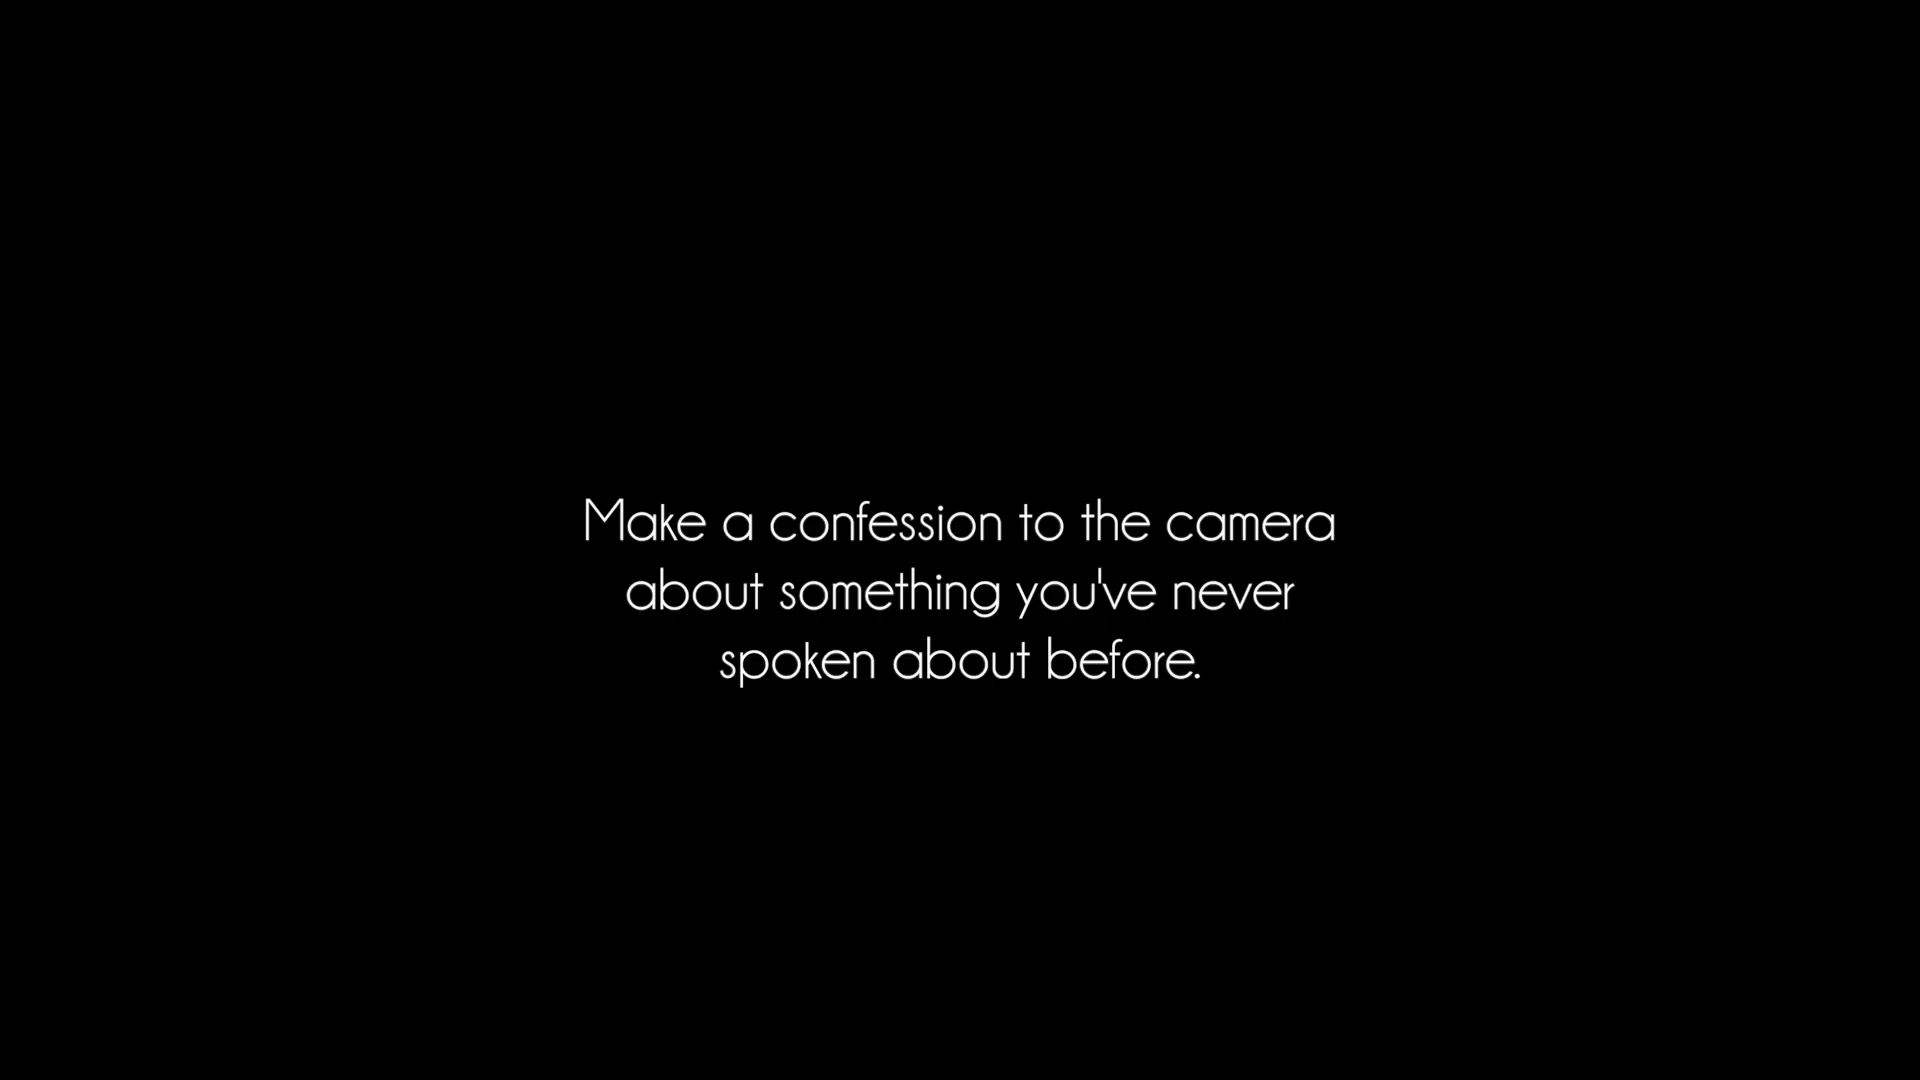 Make a confession to the camera
about something you've never
spoken about before.